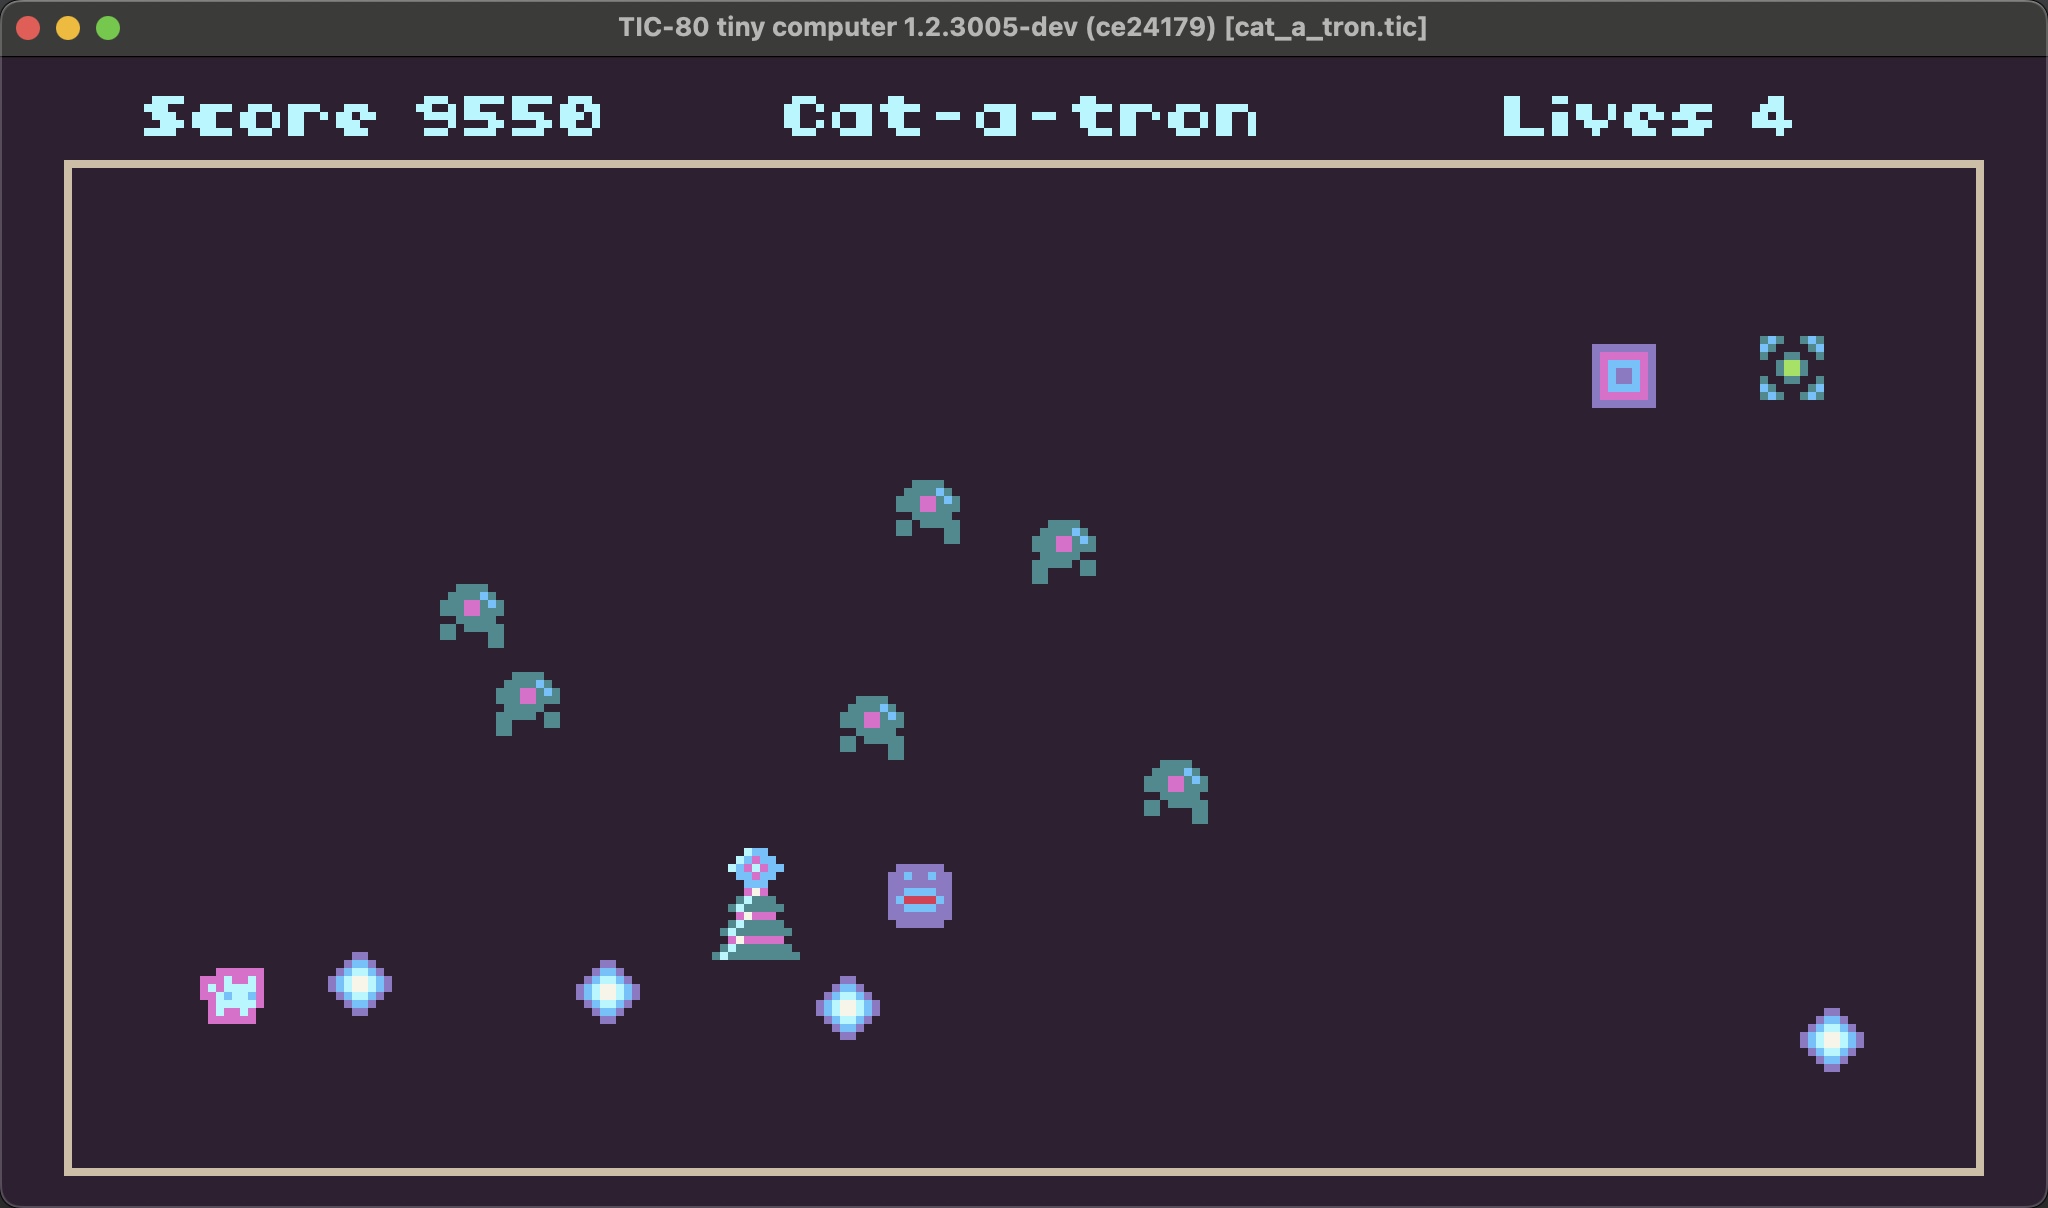 TIC-80 tiny computer 1.2.3005-dev (ce24179) [cat_a_tron.tic]
Score 9550 Cat-a-tron Lives 4